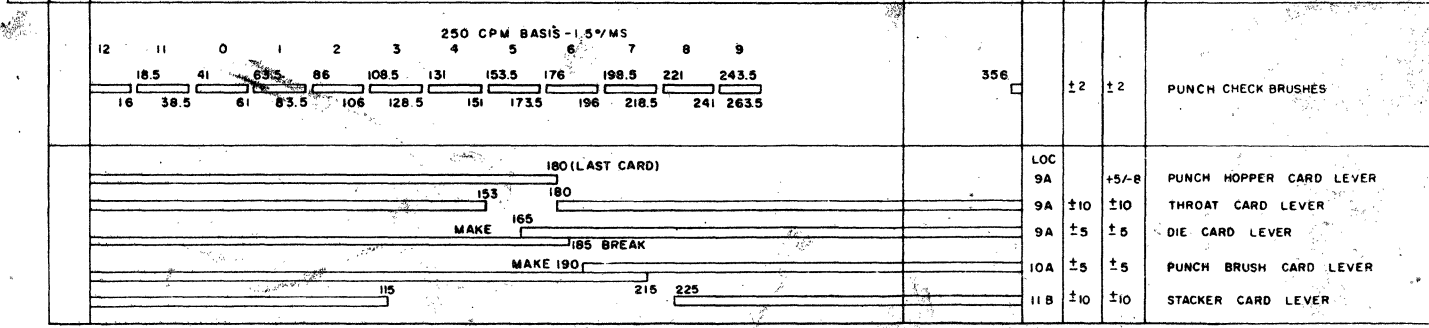 250 CPM BASIS-1.5°/MS
12 11 0 1 2 3 4 5 6 7 8 9
18.5 41 63.5 86 108.5 131 153.5 176 198.5 221 243.5 356
±2 ±2 PUNCH CHECK BRUSHES
16 38.5 61 83.5 106 128.5 151 173.5 196 218.5 241 263.5
180 (LAST CARD) LOC
9A +5/-8 PUNCH HOPPER CARD LEVER
153 180
9A ±10 ±10 THROAT CARD LEVER
165
MAKE 9A ±5 ±5 DIE CARD LEVER
185 BREAK
MAKE 190 10A ±5 ±5 PUNCH BRUSH CARD LEVER
115 215 225
11B ±10 ±10 STACKER CARD LEVER